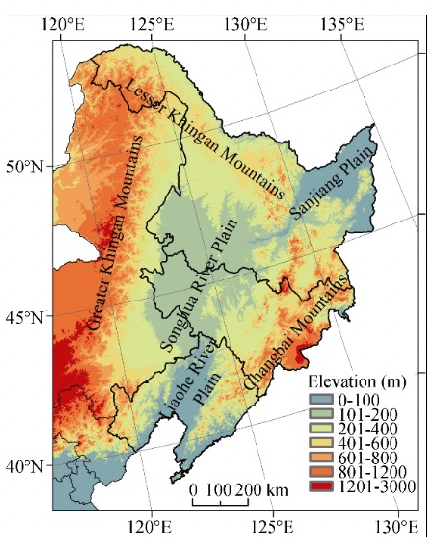 120°E 125°E 130°E 135°E
Lesser Khingan Mountains
50°N
Greater Khingan Mountains
Sanjiang Plain
Songhua River Plain
45°N
Changbai Mountains
Liaohe River
Plain
Elevation (m)
0-100
101-200
201-400
401-600
601-800
801-1200
1201-3000
40°N
0 100 200 km
120°E 125°E 130°E